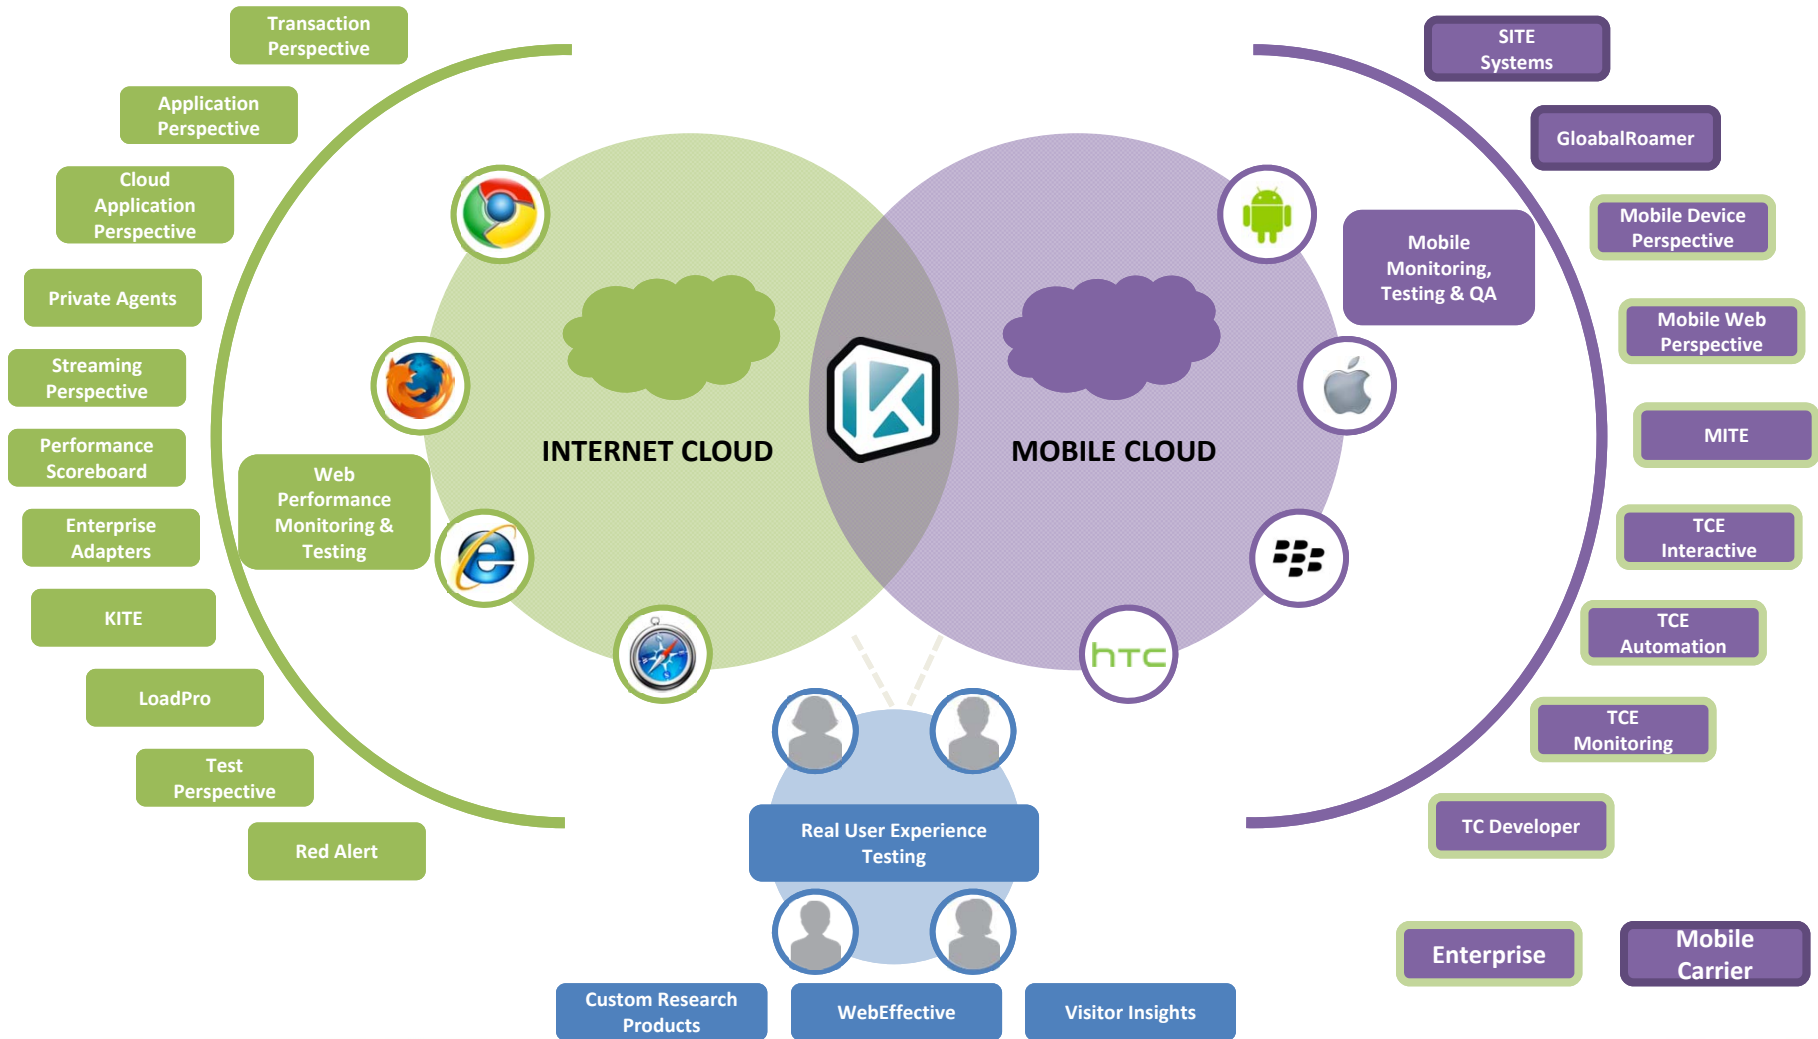 Transaction
Perspective
Application
Perspective
Cloud
Application
Perspective
Private Agents
Streaming
Perspective
Performance
Scoreboard
Enterprise
Adapters
KITE
LoadPro
Test
Perspective
Red Alert
Web
Performance
Monitoring &
Testing
INTERNET CLOUD
K
MOBILE CLOUD
hTC
Mobile
Monitoring,
Testing & QA
SITE
Systems
GloabalRoamer
Mobile Device
Perspective
Mobile Web
Perspective
MITE
TCE
Interactive
TCE
Automation
TCE
Monitoring
TC Developer
Real User Experience
Testing
Custom Research
Products
WebEffective
Visitor Insights
Enterprise
Mobile
Carrier